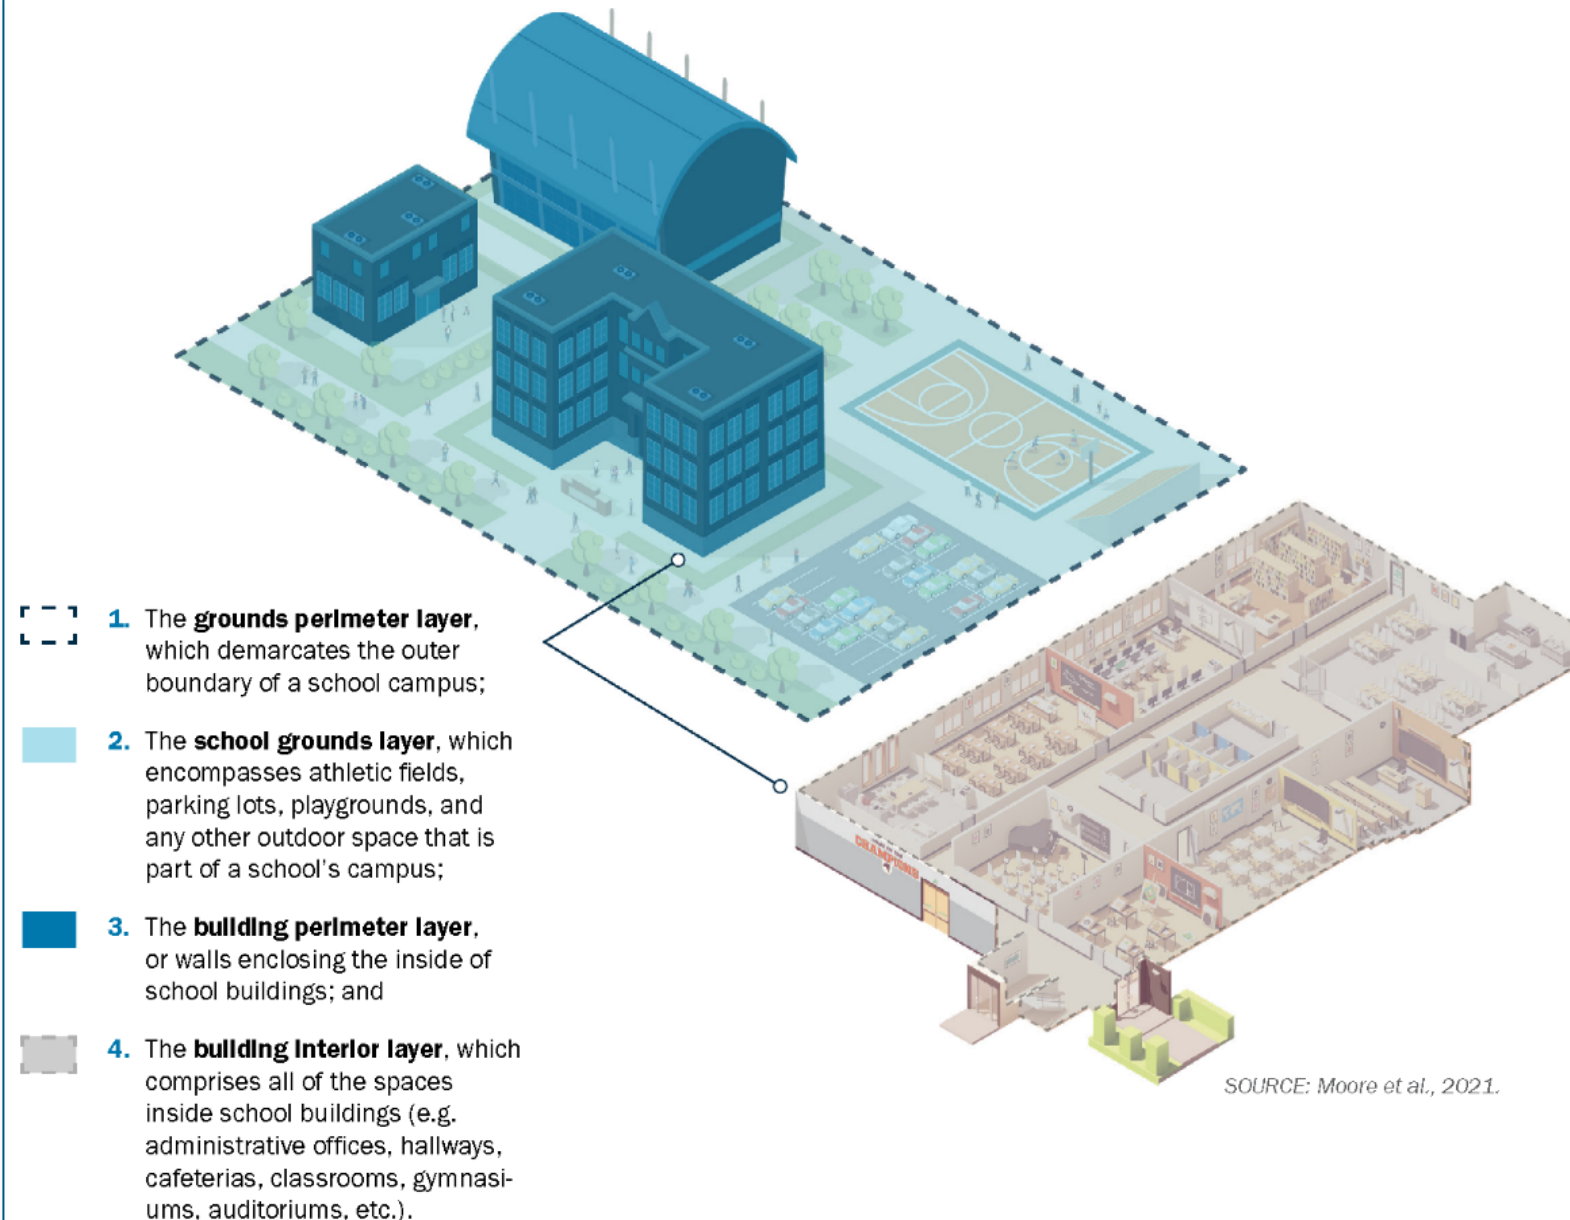 CHAMPIONS
1. The grounds perimeter layer,
which demarcates the outer
boundary of a school campus;
2. The school grounds layer, which
encompasses athletic fields,
parking lots, playgrounds, and
any other outdoor space that is
part of a school's campus;
3. The building perimeter layer,
or walls enclosing the inside of
school buildings; and
4. The building interior layer, which
comprises all of the spaces
inside school buildings (e.g.
administrative offices, hallways,
cafeterias, classrooms, gymnasi-
ums, auditoriums, etc.).
SOURCE: Moore et al., 2021.